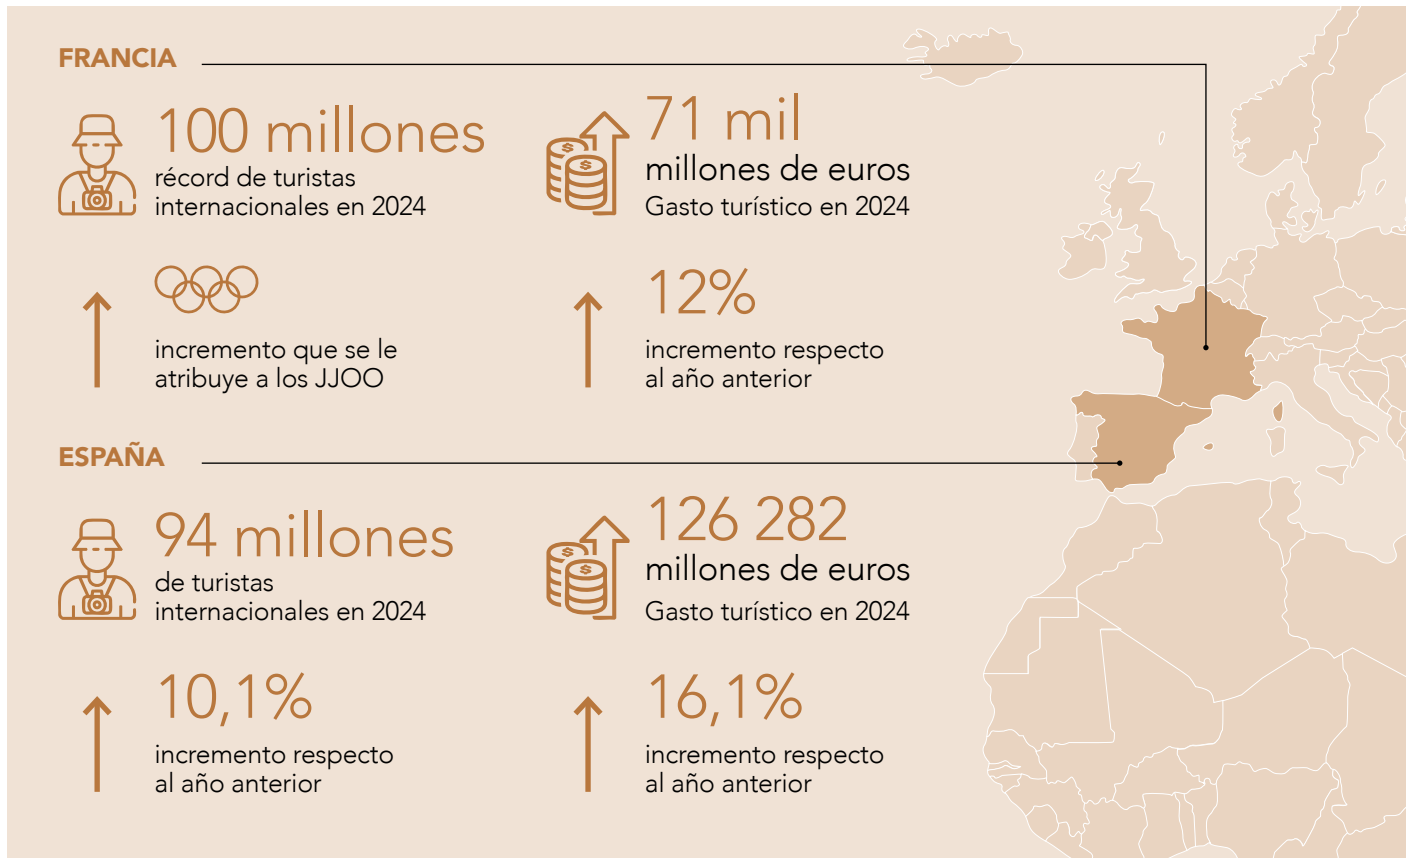 FRANCIA
100 millones
récord de turistas
internacionales en 2024
71 mil
millones de euros
Gasto turístico en 2024
incremento que se le
atribuye a los JJOO
12%
incremento respecto
al año anterior
ESPAÑA
94 millones
de turistas
internacionales en 2024
126 282
millones de euros
Gasto turístico en 2024
10,1%
incremento respecto
al año anterior
16,1%
incremento respecto
al año anterior